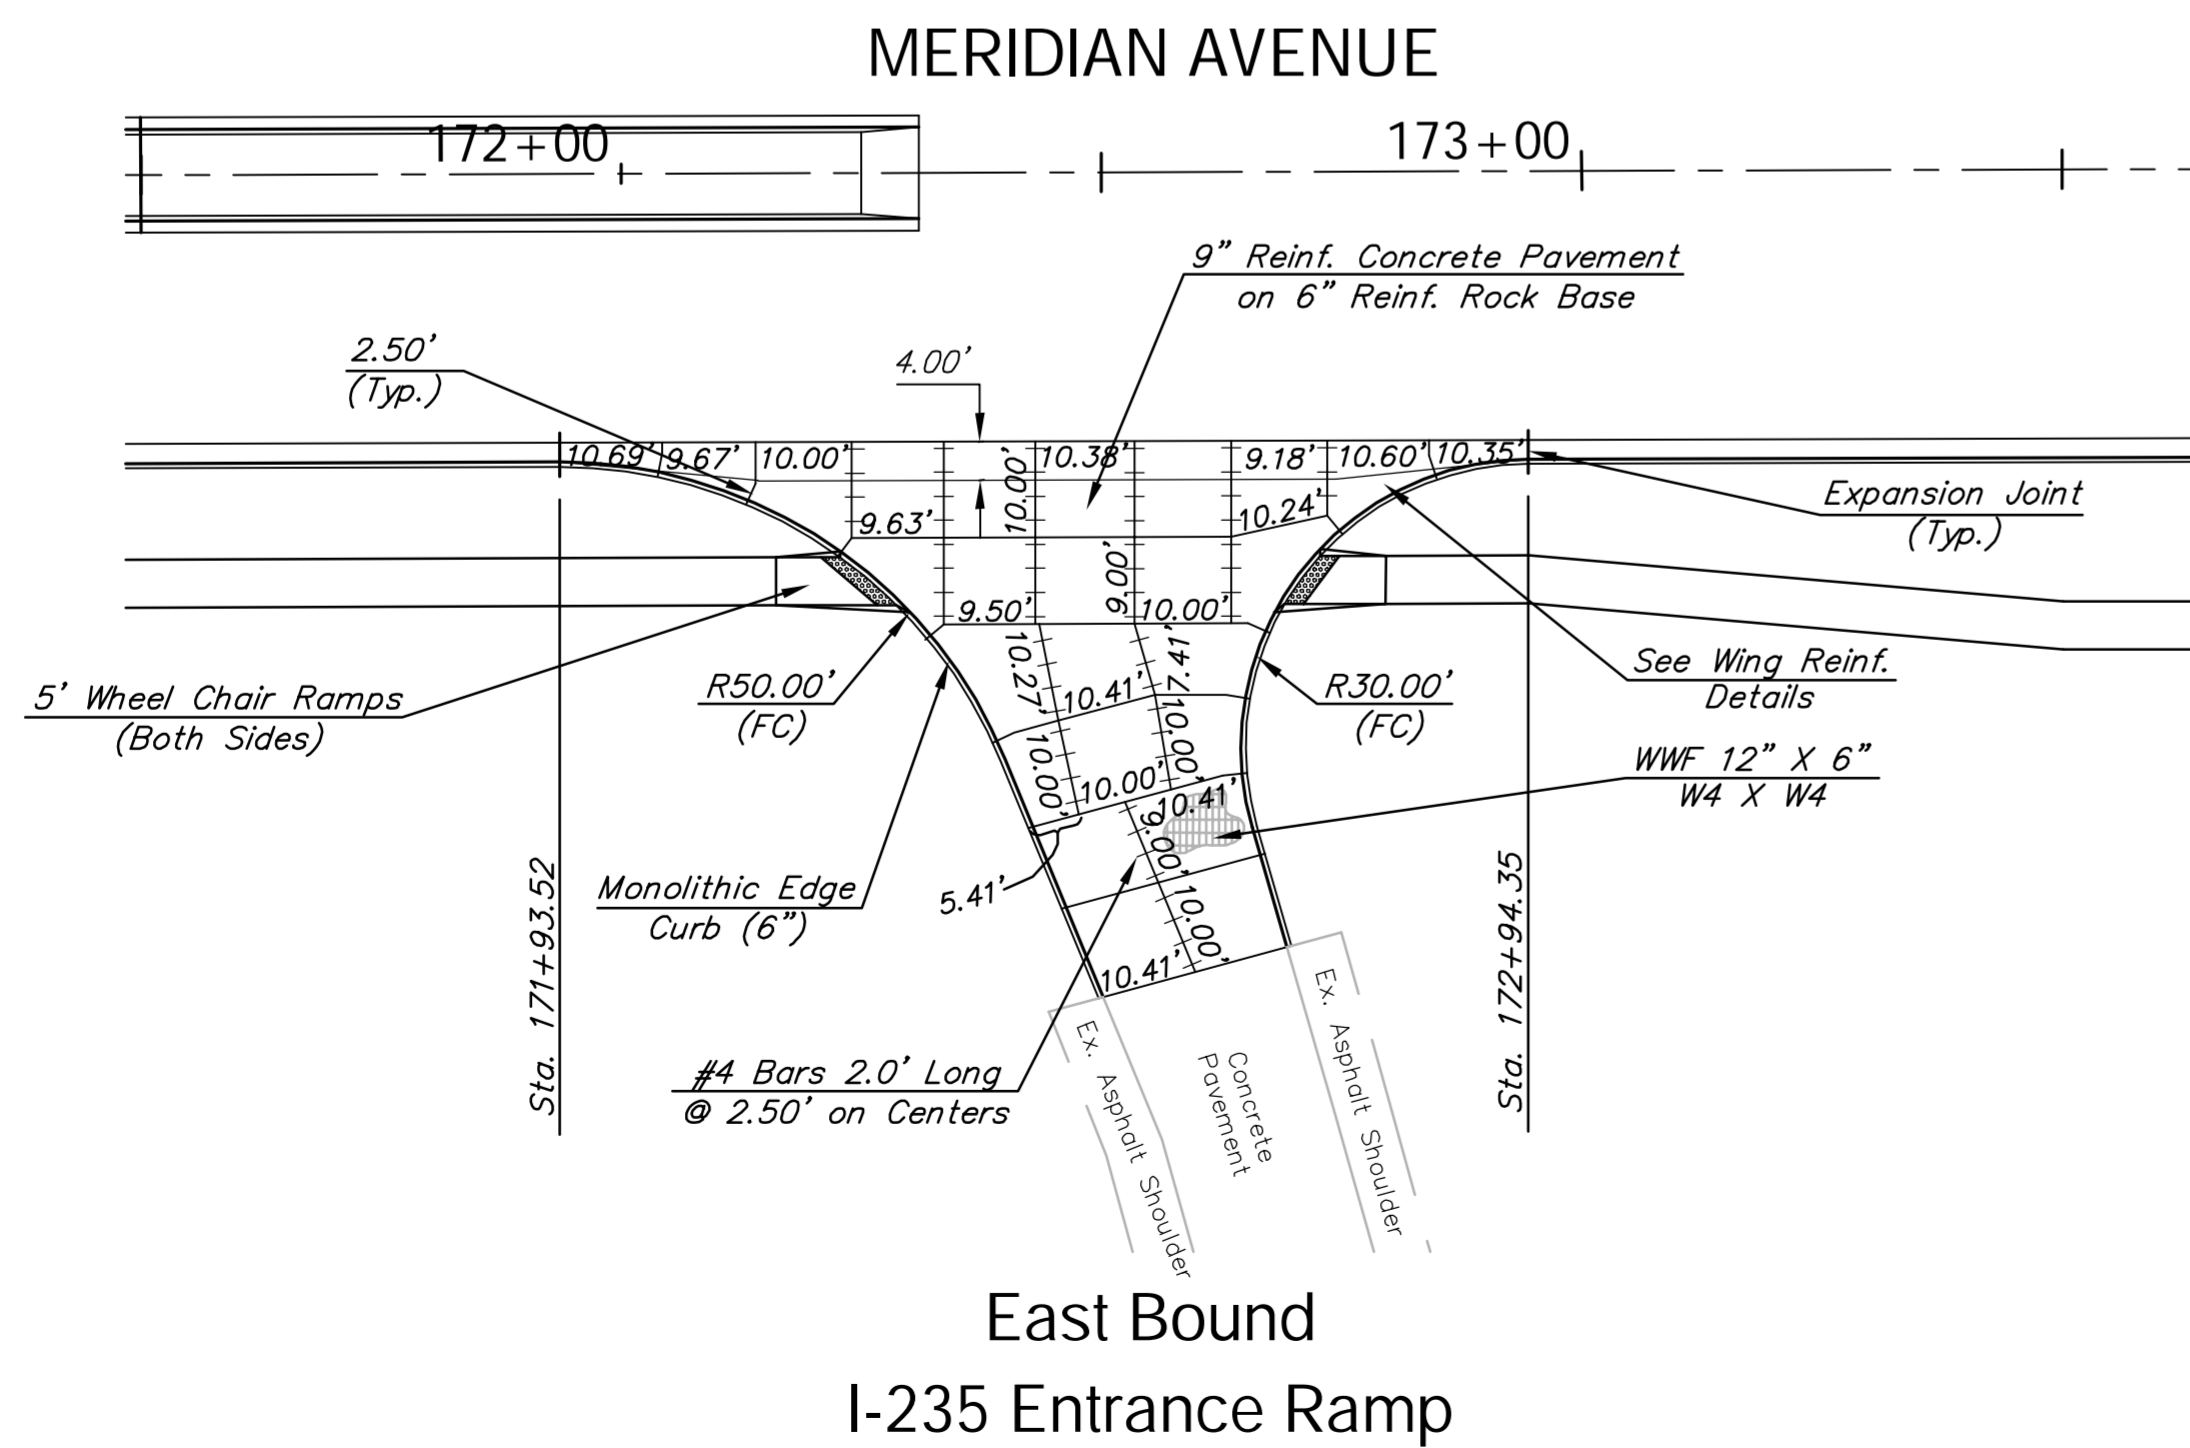 MERIDIAN AVENUE
172+00
173+00
9" Reinf. Concrete Pavement
on 6" Reinf. Rock Base
2.50'
(Typ.)
4.00'
10.69'
9.67'
10.00'
10.00'
10.38'
9.18'
10.60'
10.35'
Expansion Joint
(Typ.)
9.63'
10.24'
9.00'
9.50'
10.00'
5' Wheel Chair Ramps
(Both Sides)
R50.00'
(FC)
10.27'
10.41'
7.41'
R30.00'
(FC)
See Wing Reinf.
Details
10.00'
10.00'
10.00'
10.41'
WWF 12" X 6"
W4 X W4
9.00'
Monolithic Edge
Curb (6")
5.41'
10.00'
10.41'
Sta. 171+93.52
Sta. 172+94.35
#4 Bars 2.0' Long
@ 2.50' on Centers
Ex. Asphalt Shoulder
Concrete
Pavement
Ex. Asphalt Shoulder
East Bound
I-235 Entrance Ramp